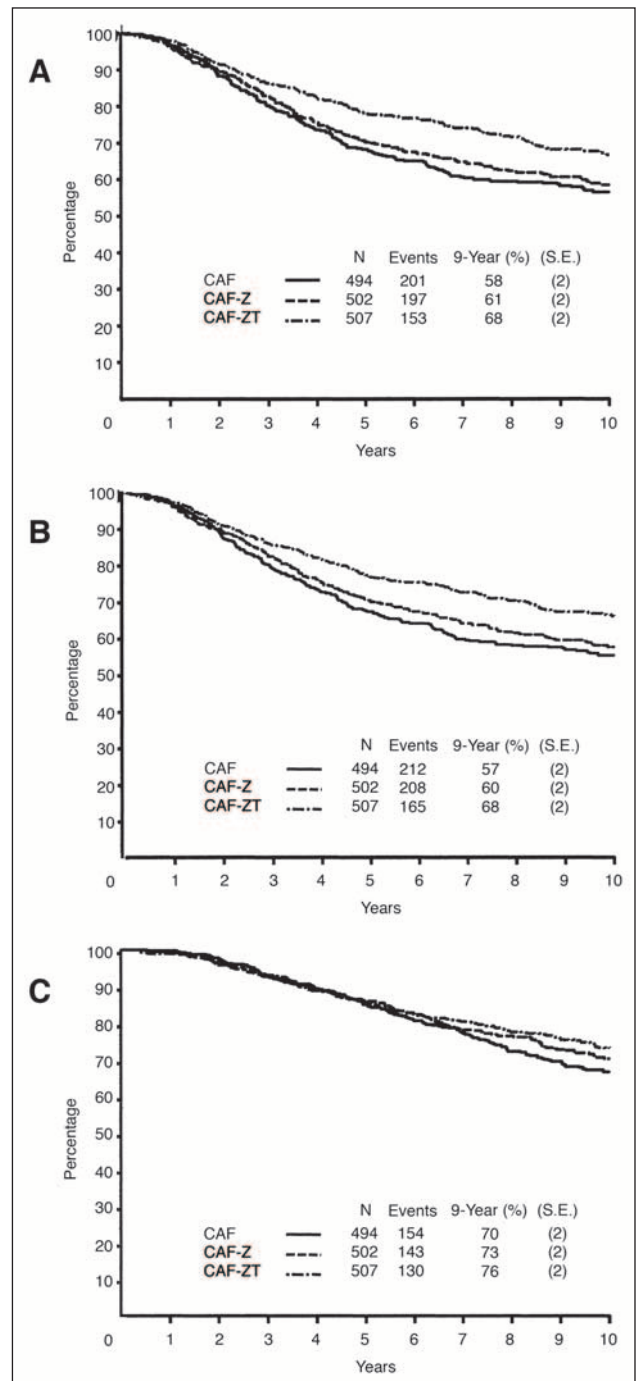 A
Percentage
100
90
80
70
60
50
40
30
20
10
N Events 9-Year (%) (S.E.)
CAF 494 201 58 (2)
CAF-Z 502 197 61 (2)
CAF-ZT 507 153 68 (2)
0 1 2 3 4 5 6 7 8 9 10
Years
B
Percentage
100
90
80
70
60
50
40
30
20
10
N Events 9-Year (%) (S.E.)
CAF 494 212 57 (2)
CAF-Z 502 208 60 (2)
CAF-ZT 507 165 68 (2)
0 1 2 3 4 5 6 7 8 9 10
Years
C
Percentage
100
90
80
70
60
50
40
30
20
10
N Events 9-Year (%) (S.E.)
CAF 494 154 70 (2)
CAF-Z 502 143 73 (2)
CAF-ZT 507 130 76 (2)
0 1 2 3 4 5 6 7 8 9 10
Years